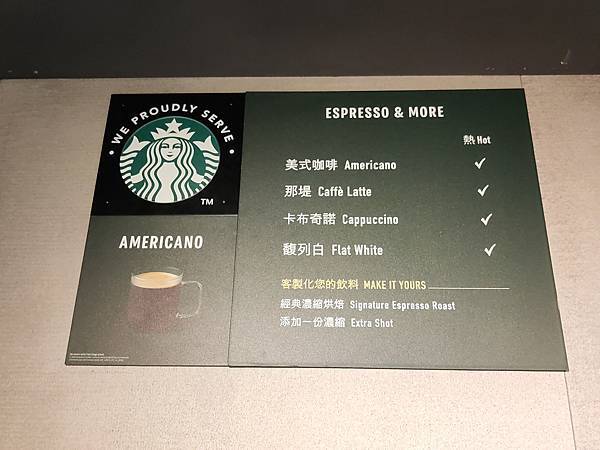 WE PROUDLY SERVE
TM
AMERICANO
ESPRESSO & MORE
熱 Hot
美式咖啡 Americano ✓
那堤 Caffè Latte ✓
卡布奇諾 Cappuccino ✓
馥列白 Flat White ✓
客製化您的飲料 MAKE IT YOURS
經典濃縮烘焙 Signature Espresso Roast
添加一份濃縮 Extra Shot